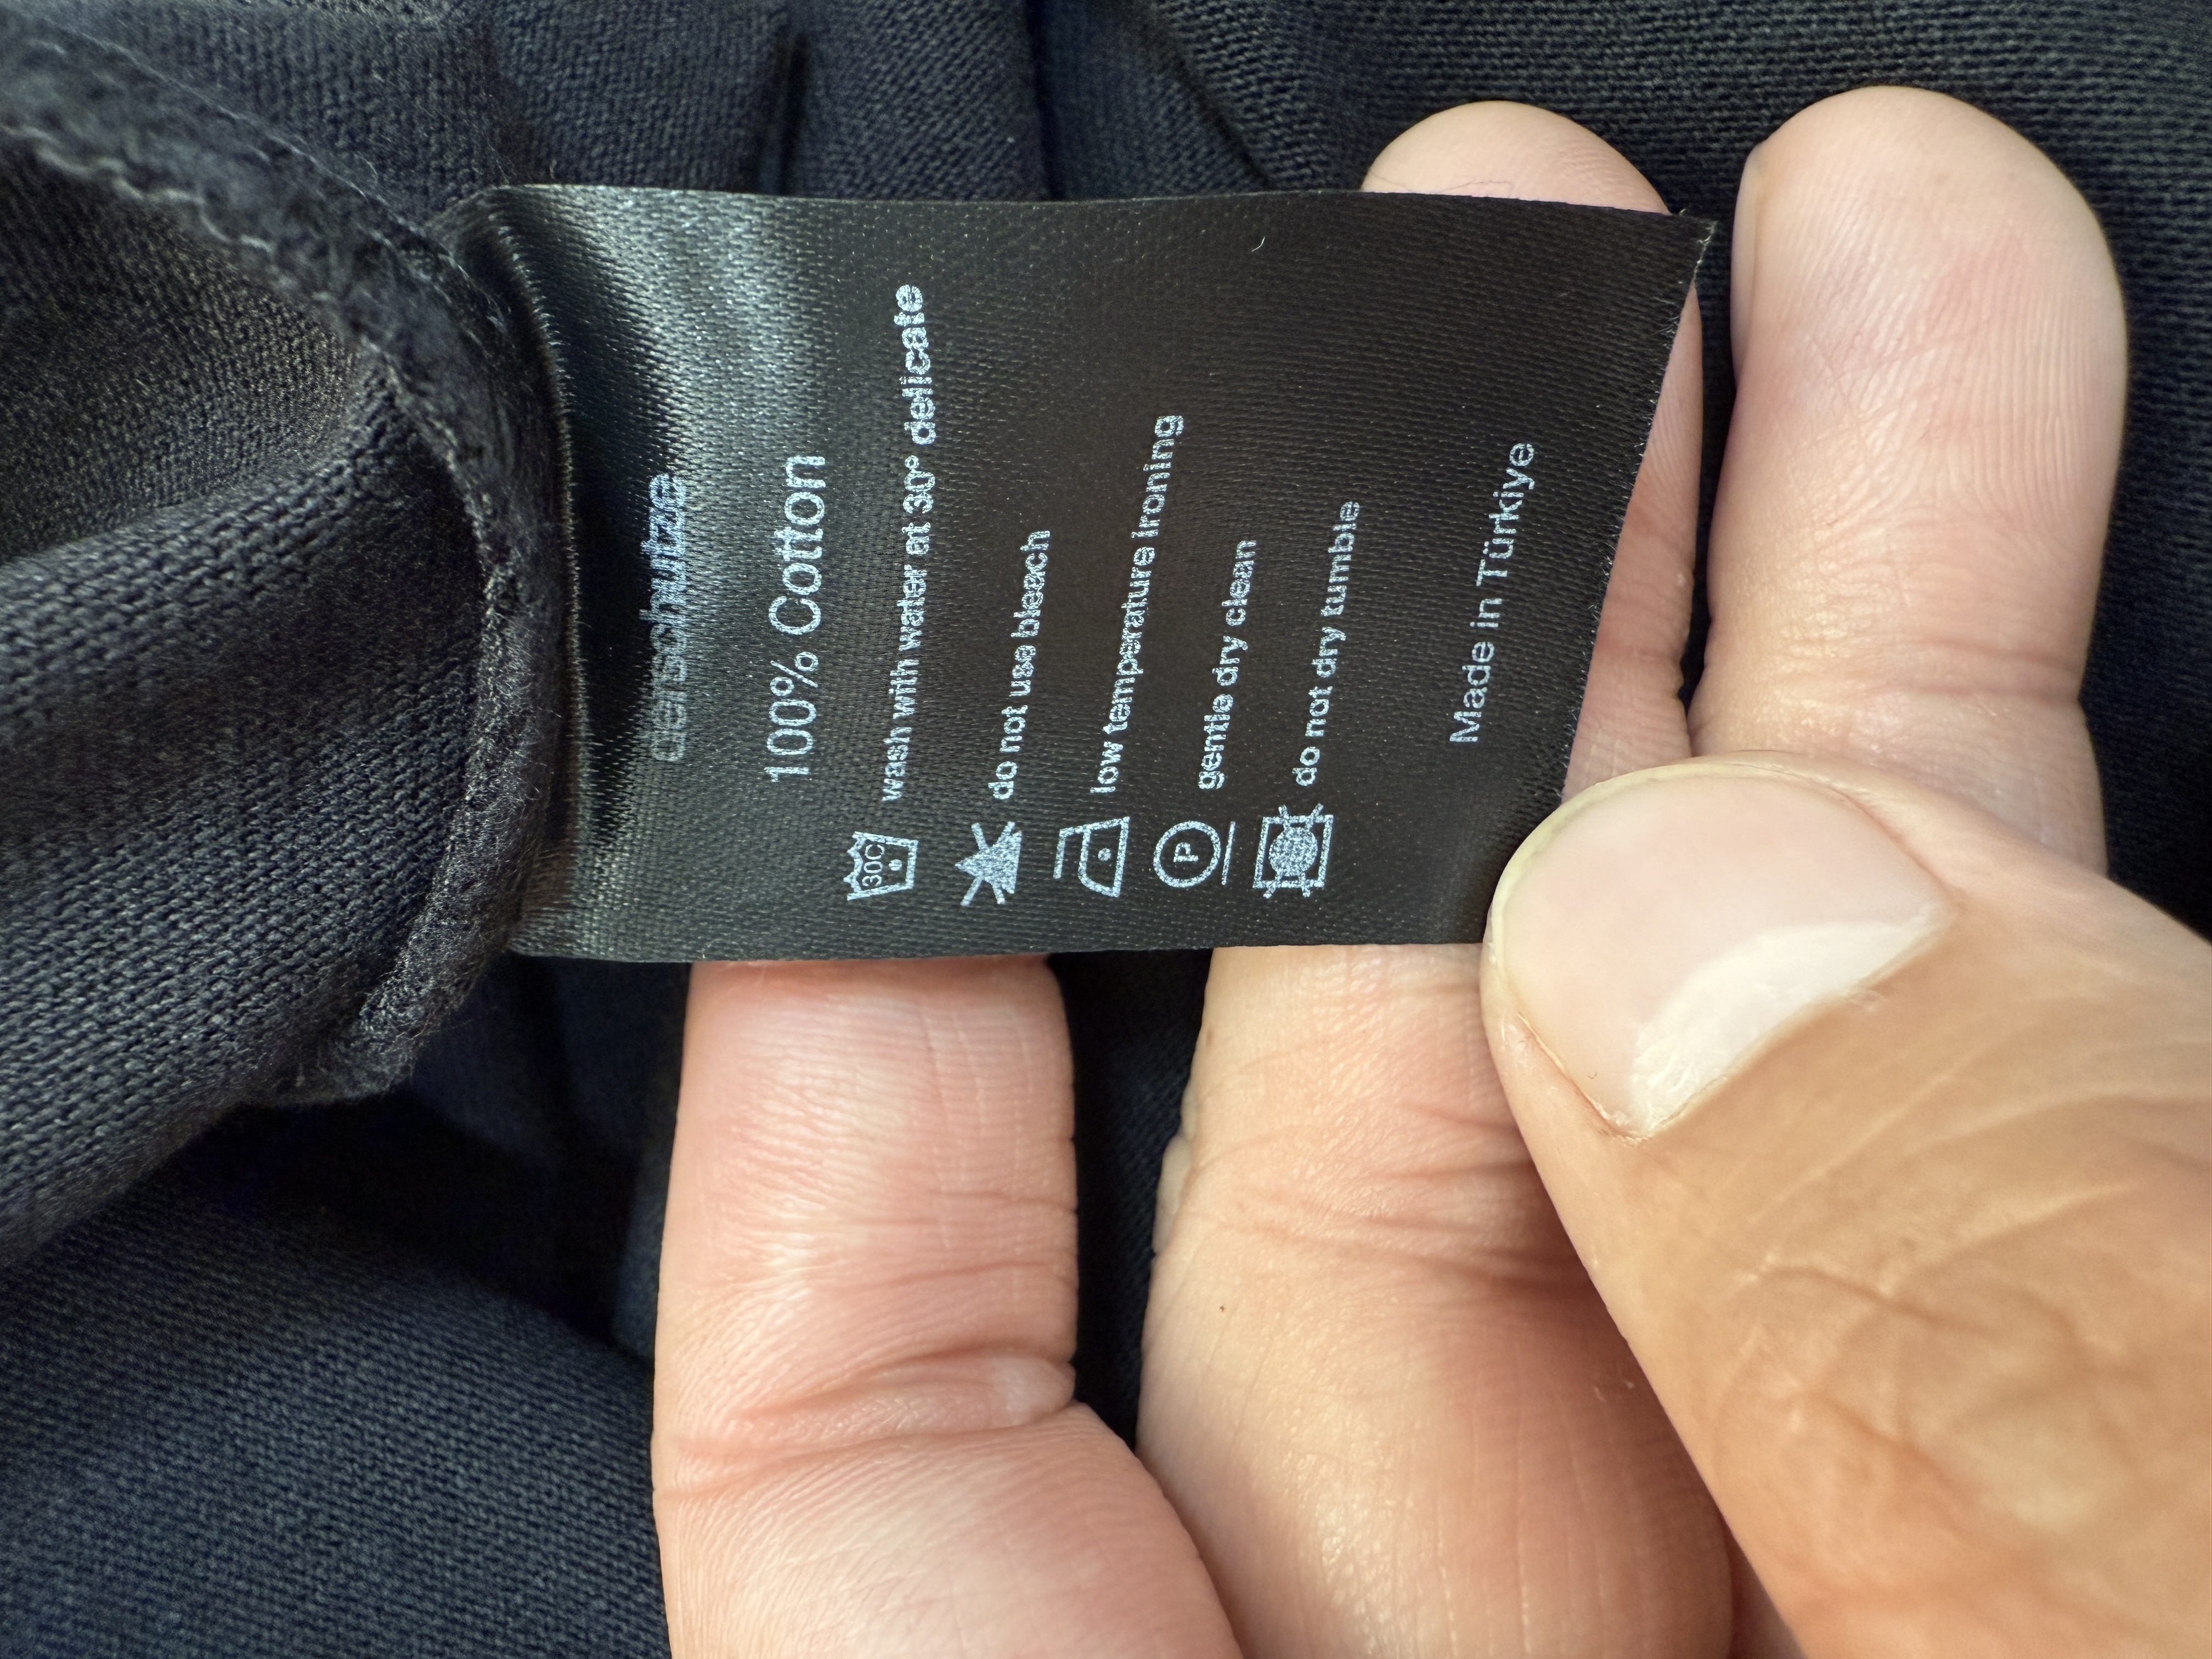 derschutze
100% Cotton
30C wash with water at 30° delicate
do not use bleach
low temperature ironing
P gentle dry clean
do not dry tumble
Made in Türkiye